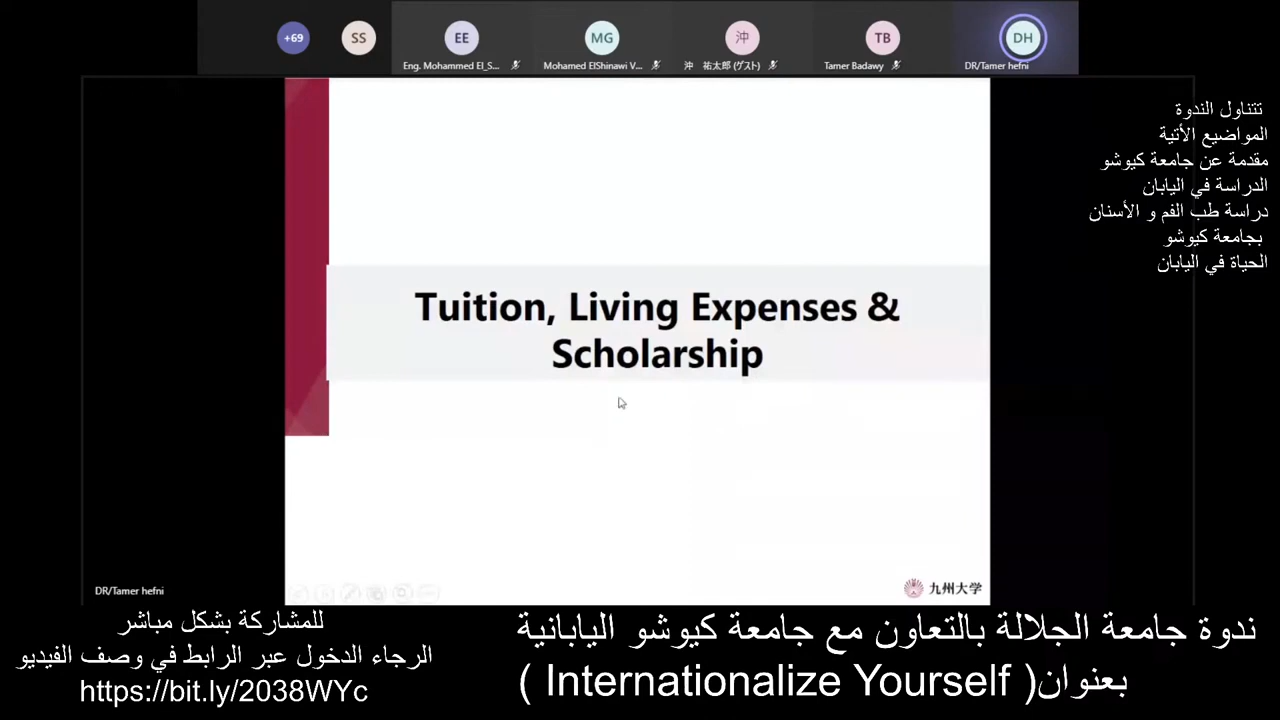 +69
SS
EE
MG
沖
TB
DH
Eng. Mohammed El_S...
Mohamed ElShinawi V...
沖 祐太郎 (ゲスト)
Tamer Badawy
DR/Tamer hefni
تتناول الندوة
المواضيع الأتية
مقدمة عن جامعة كيوشو
الدراسة في اليابان
دراسة طب الفم و الأسنان
بجامعة كيوشو
الحياة في اليابان
Tuition, Living Expenses &
Scholarship
DR/Tamer hefni
九州大学
للمشاركة بشكل مباشر
الرجاء الدخول عبر الرابط في وصف الفيديو
https://bit.ly/2038WYc
ندوة جامعة الجلالة بالتعاون مع جامعة كيوشو اليابانية
بعنوان( Internationalize Yourself )